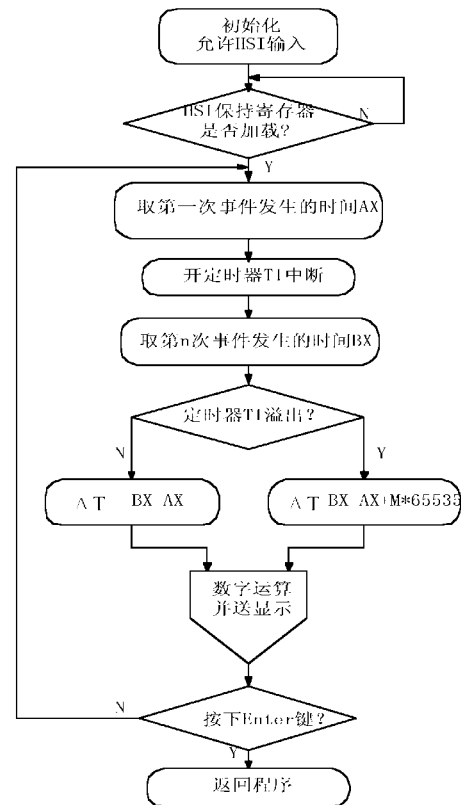 初始化
允许HSI输入
HSI保持寄存器
是否加载?
N
Y
取第一次事件发生的时间AX
开定时器T1中断
取第n次事件发生的时间BX
定时器T1溢出?
N
Y
ΔT BX AX
ΔT BX AX+M*65535
数字运算
并送显示
N
按下Enter键?
Y
返回程序